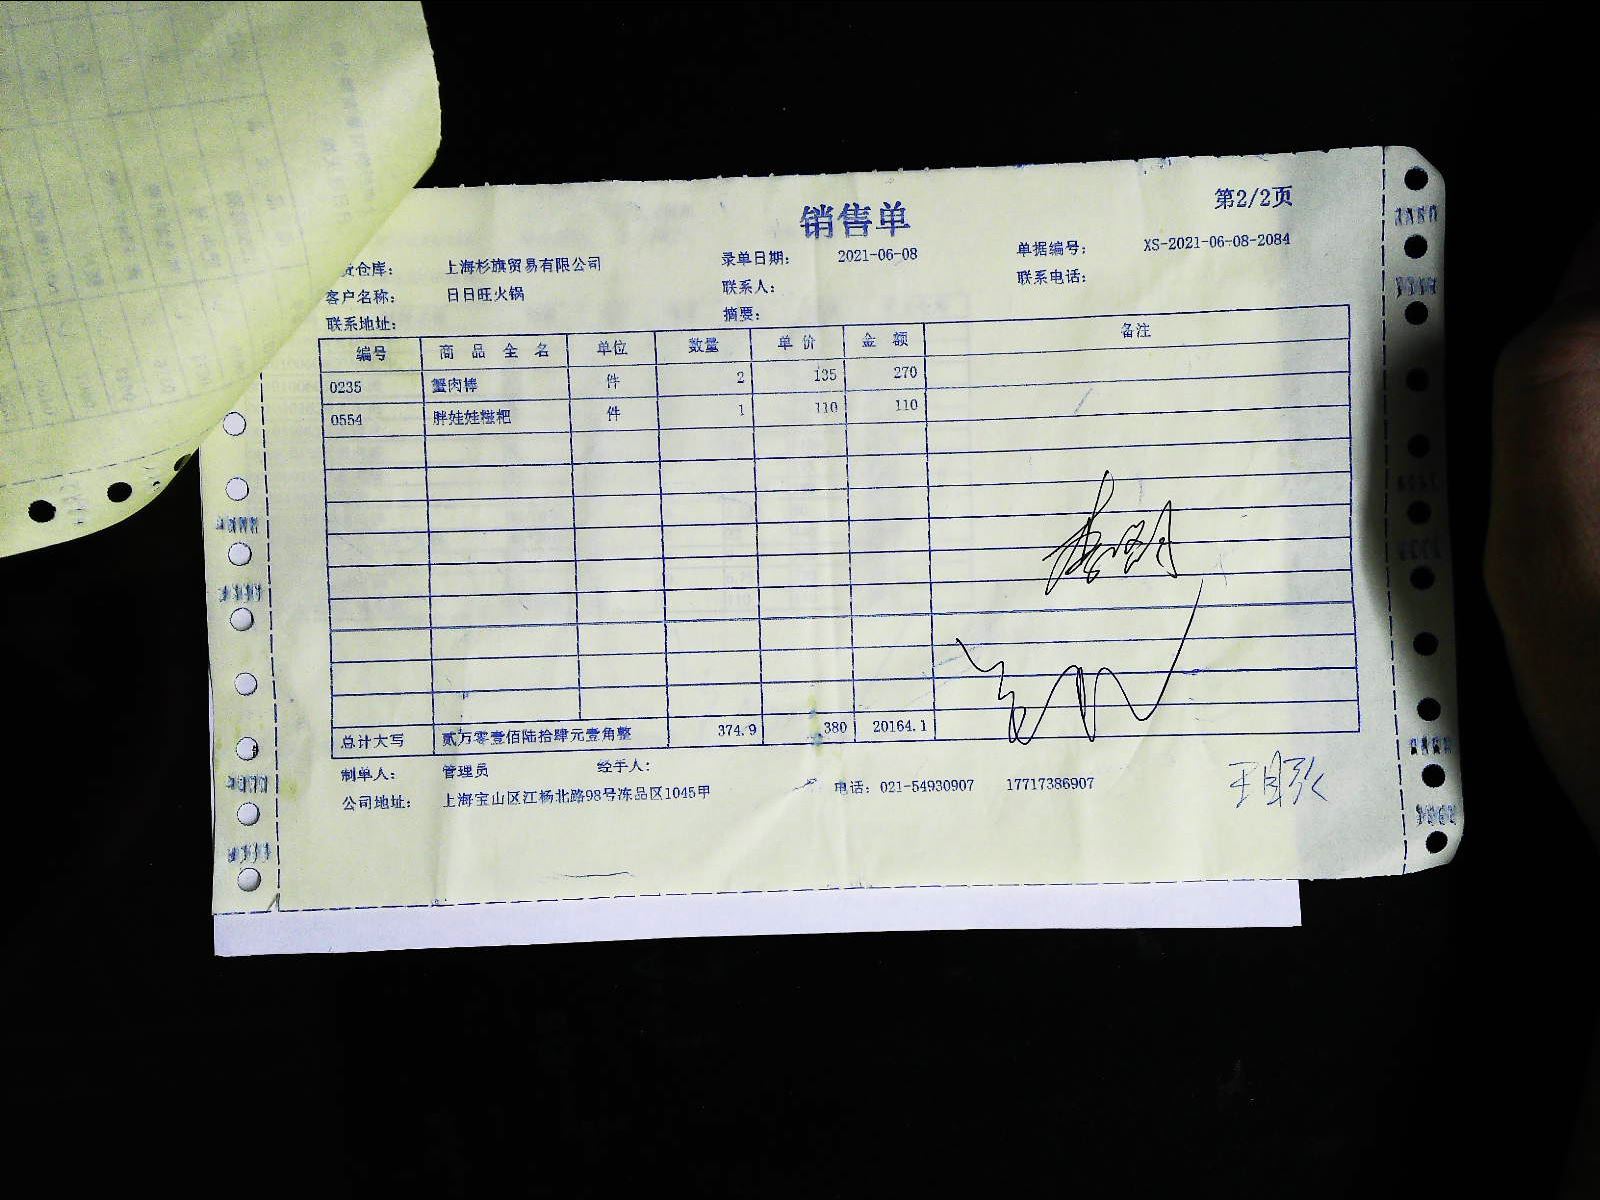 第2/2页
销售单
货仓库： 上海杉旗贸易有限公司 录单日期： 2021-06-08 单据编号： XS-2021-06-08-2084
客户名称： 日日旺火锅 联系人： 联系电话：
联系地址： 摘要：
编号 商品全名 单位 数量 单价 金额 备注
0235 蟹肉棒 件 2 135 270
0554 胖娃娃糍粑 件 1 110 110
总计大写 贰万零壹佰陆拾肆元壹角整 374.9 380 20164.1
制单人： 管理员 经手人：
公司地址： 上海宝山区江杨北路98号冻品区1045甲 电话：021-54930907 17717386907